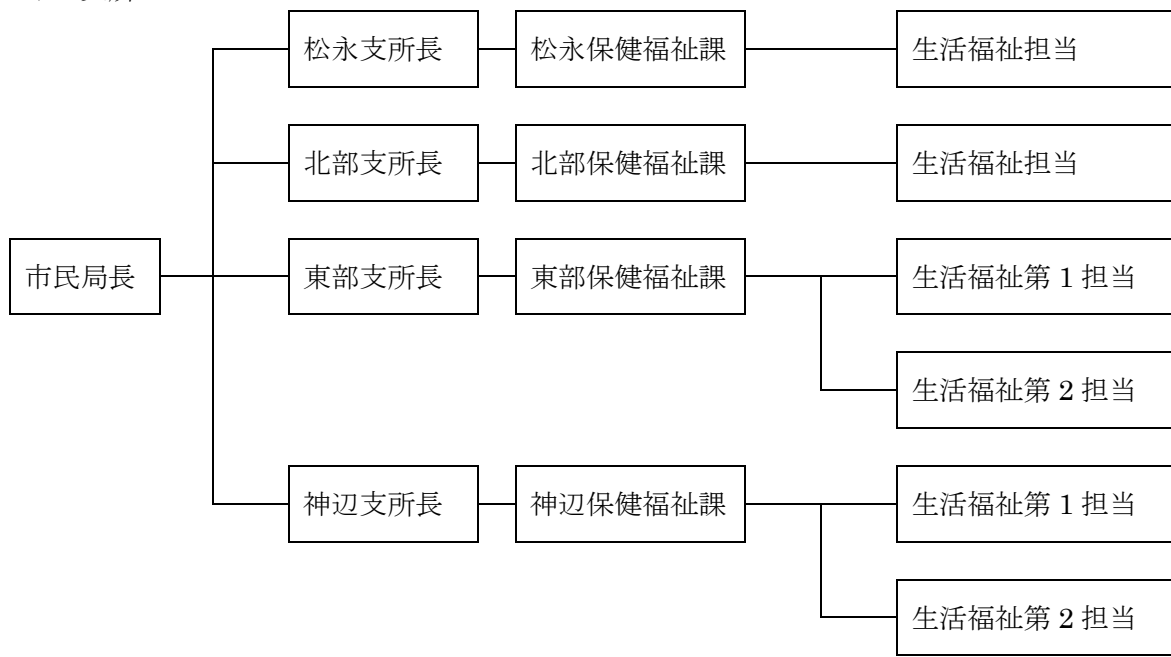 松永支所長 松永保健福祉課 生活福祉担当
北部支所長 北部保健福祉課 生活福祉担当
市民局長 東部支所長 東部保健福祉課 生活福祉第1担当
生活福祉第2担当
神辺支所長 神辺保健福祉課 生活福祉第1担当
生活福祉第2担当